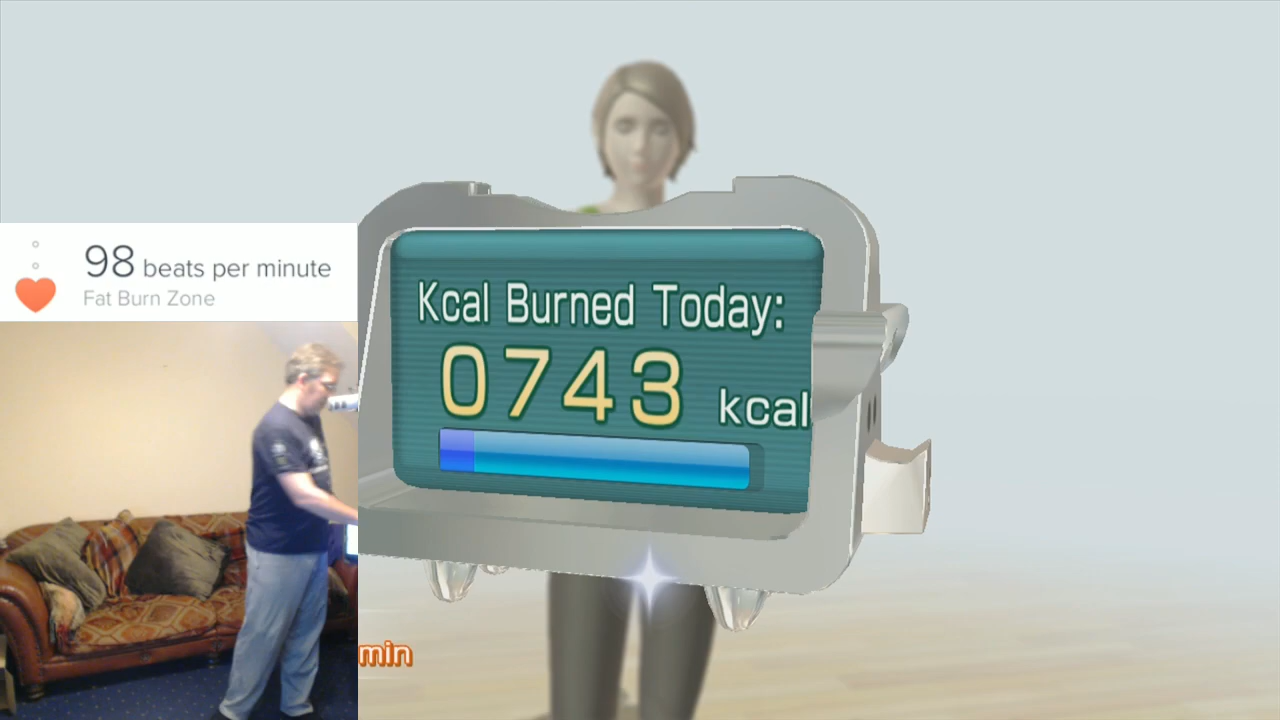 98 beats per minute
Fat Burn Zone
Kcal Burned Today:
0743 kcal
min